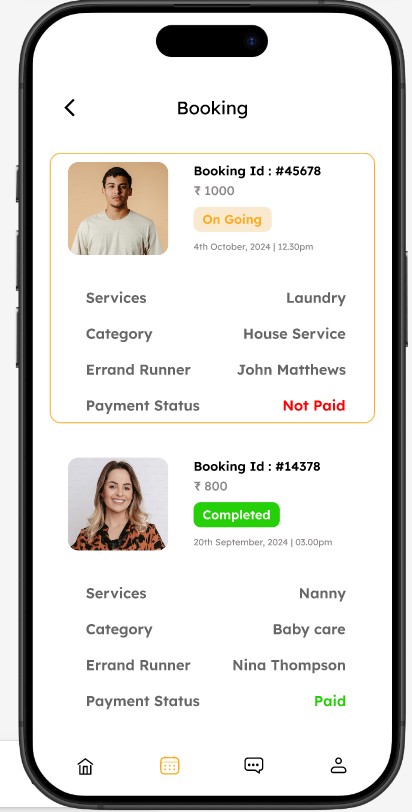 Booking
Booking Id : #45678
₹ 1000
On Going
4th October, 2024 | 12.30pm
Services Laundry
Category House Service
Errand Runner John Matthews
Payment Status Not Paid
Booking Id : #14378
₹ 800
Completed
20th September, 2024 | 03.00pm
Services Nanny
Category Baby care
Errand Runner Nina Thompson
Payment Status Paid